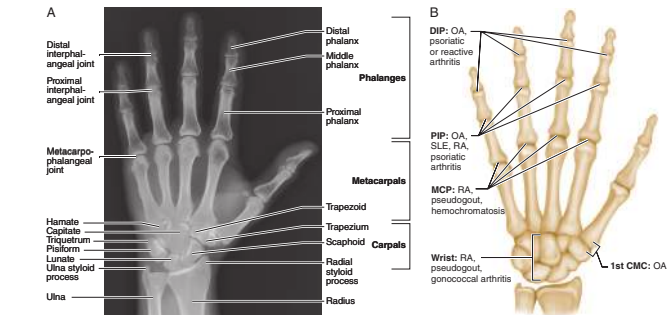 A
Distal
interphal-
angeal joint
Proximal
interphal-
angeal joint
Metacarpo-
phalangeal
joint
Hamate
Capitate
Triquetrum
Pisiform
Lunate
Ulna styloid
process
Ulna
Distal
phalanx
Middle
phalanx
Phalanges
Proximal
phalanx
Metacarpals
Trapezoid
Trapezium
Scaphoid
Carpals
Radial
styloid
process
Radius
B
DIP: OA,
psoriatic
or reactive
arthritis
PIP: OA,
SLE, RA,
psoriatic
arthritis
MCP: RA,
pseudogout,
hemochromatosis
Wrist: RA,
pseudogout,
gonococcal arthritis
1st CMC: OA